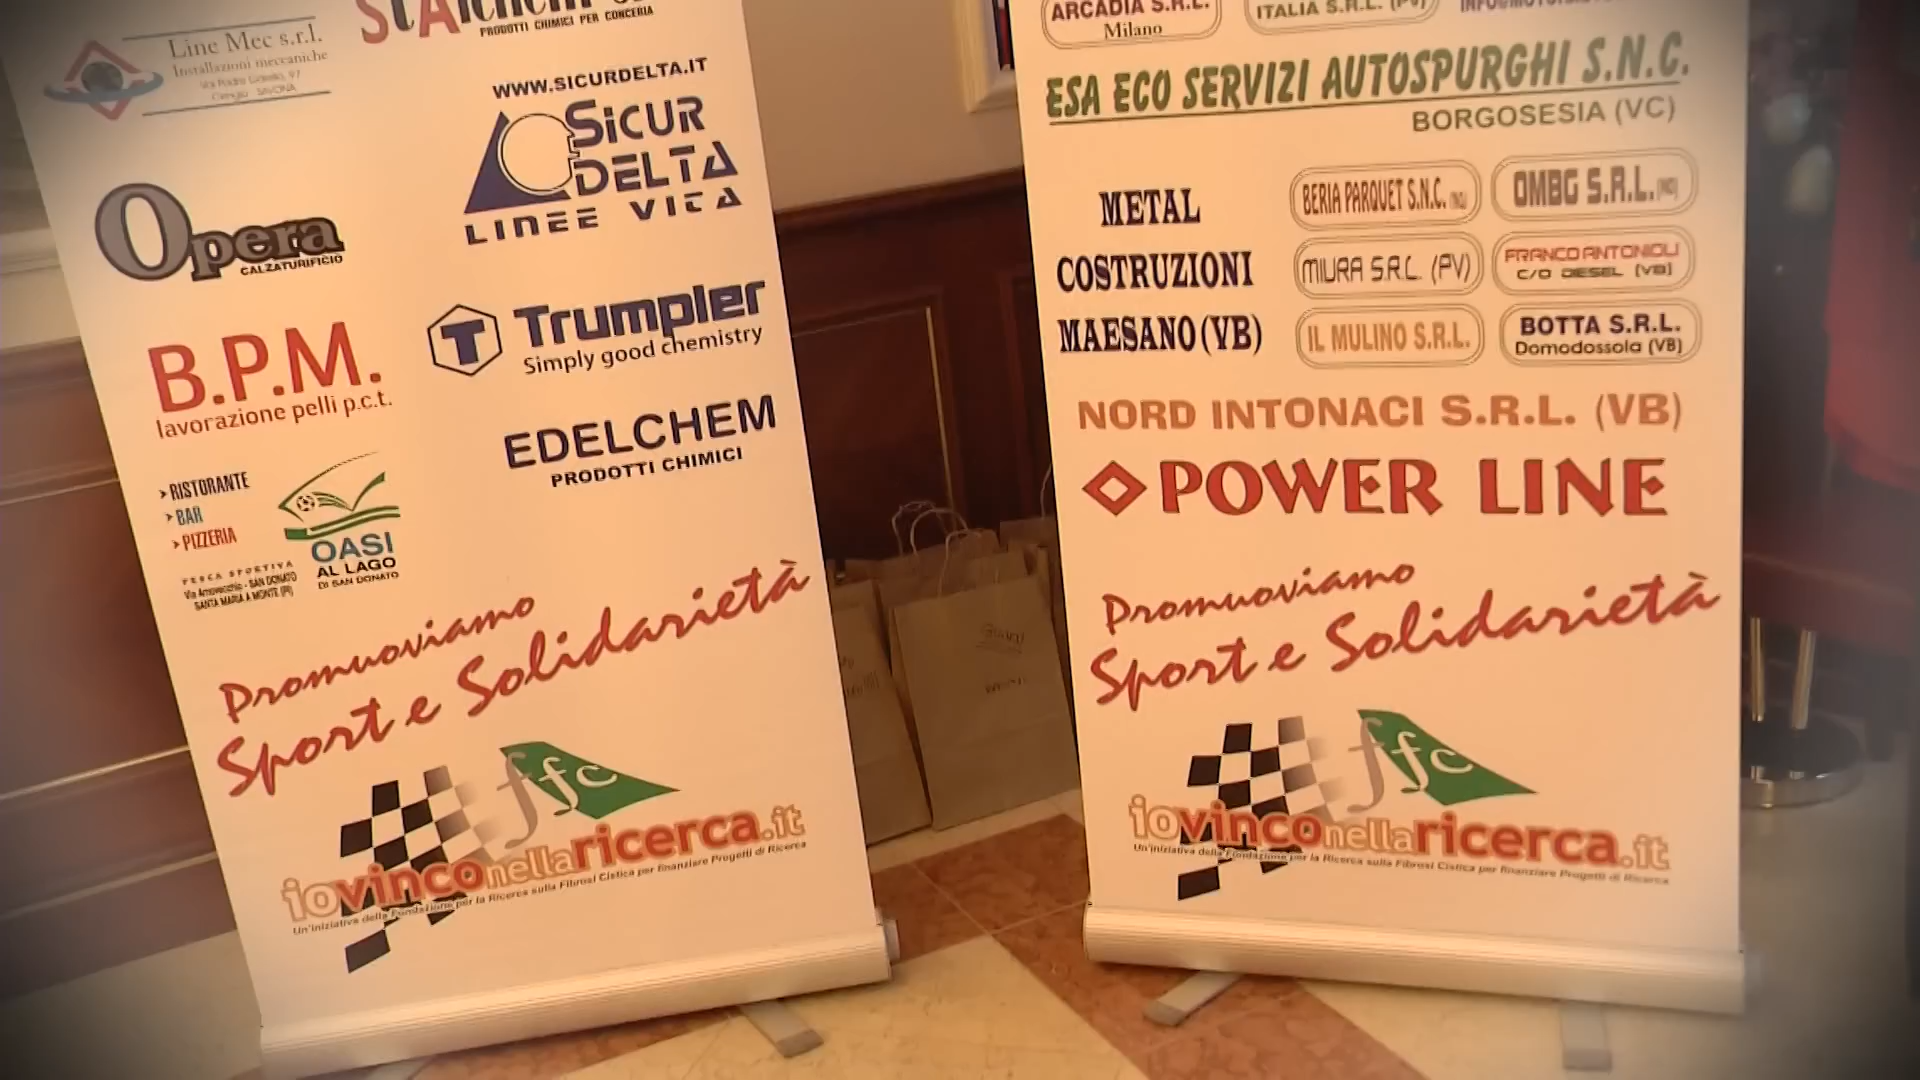 Line Mec s.r.l.
Installazioni meccaniche
PRODOTTI CHIMICI PER CONCERIA
WWW.SICURDELTA.IT
SiCUR
DELTA
LINEE VITA
Opera
CALZATURIFICIO
Trumpler
Simply good chemistry
B.P.M.
lavorazione pelli p.c.t.
EDELCHEM
PRODOTTI CHIMICI
RISTORANTE
BAR
PIZZERIA
OASI
AL LAGO
DI SAN DONATO
PESCA SPORTIVA
SANTA MARIA A MONTE (PI)
Promuoviamo
Sport e Solidarietà
ffc
iovinconellaricerca.it
Un'iniziativa della Fondazione per la Ricerca sulla Fibrosi Cistica per finanziare Progetti di Ricerca
ARCADIA S.R.L.
Milano
ITALIA S.R.L. (PV)
ESA ECO SERVIZI AUTOSPURGHI S.N.C.
BORGOSESIA (VC)
METAL
COSTRUZIONI
MAESANO (VB)
BERIA PARQUET S.N.C. (NO)
OMBG S.R.L. (NO)
MIURA S.R.L. (PV)
FRANCO ANTONIOLI
C/O DIESEL (VB)
IL MULINO S.R.L.
BOTTA S.R.L.
Domodossola (VB)
NORD INTONACI S.R.L. (VB)
POWER LINE
Promuoviamo
Sport e Solidarietà
ffc
iovinconellaricerca.it
Un'iniziativa della Fondazione per la Ricerca sulla Fibrosi Cistica per finanziare Progetti di Ricerca